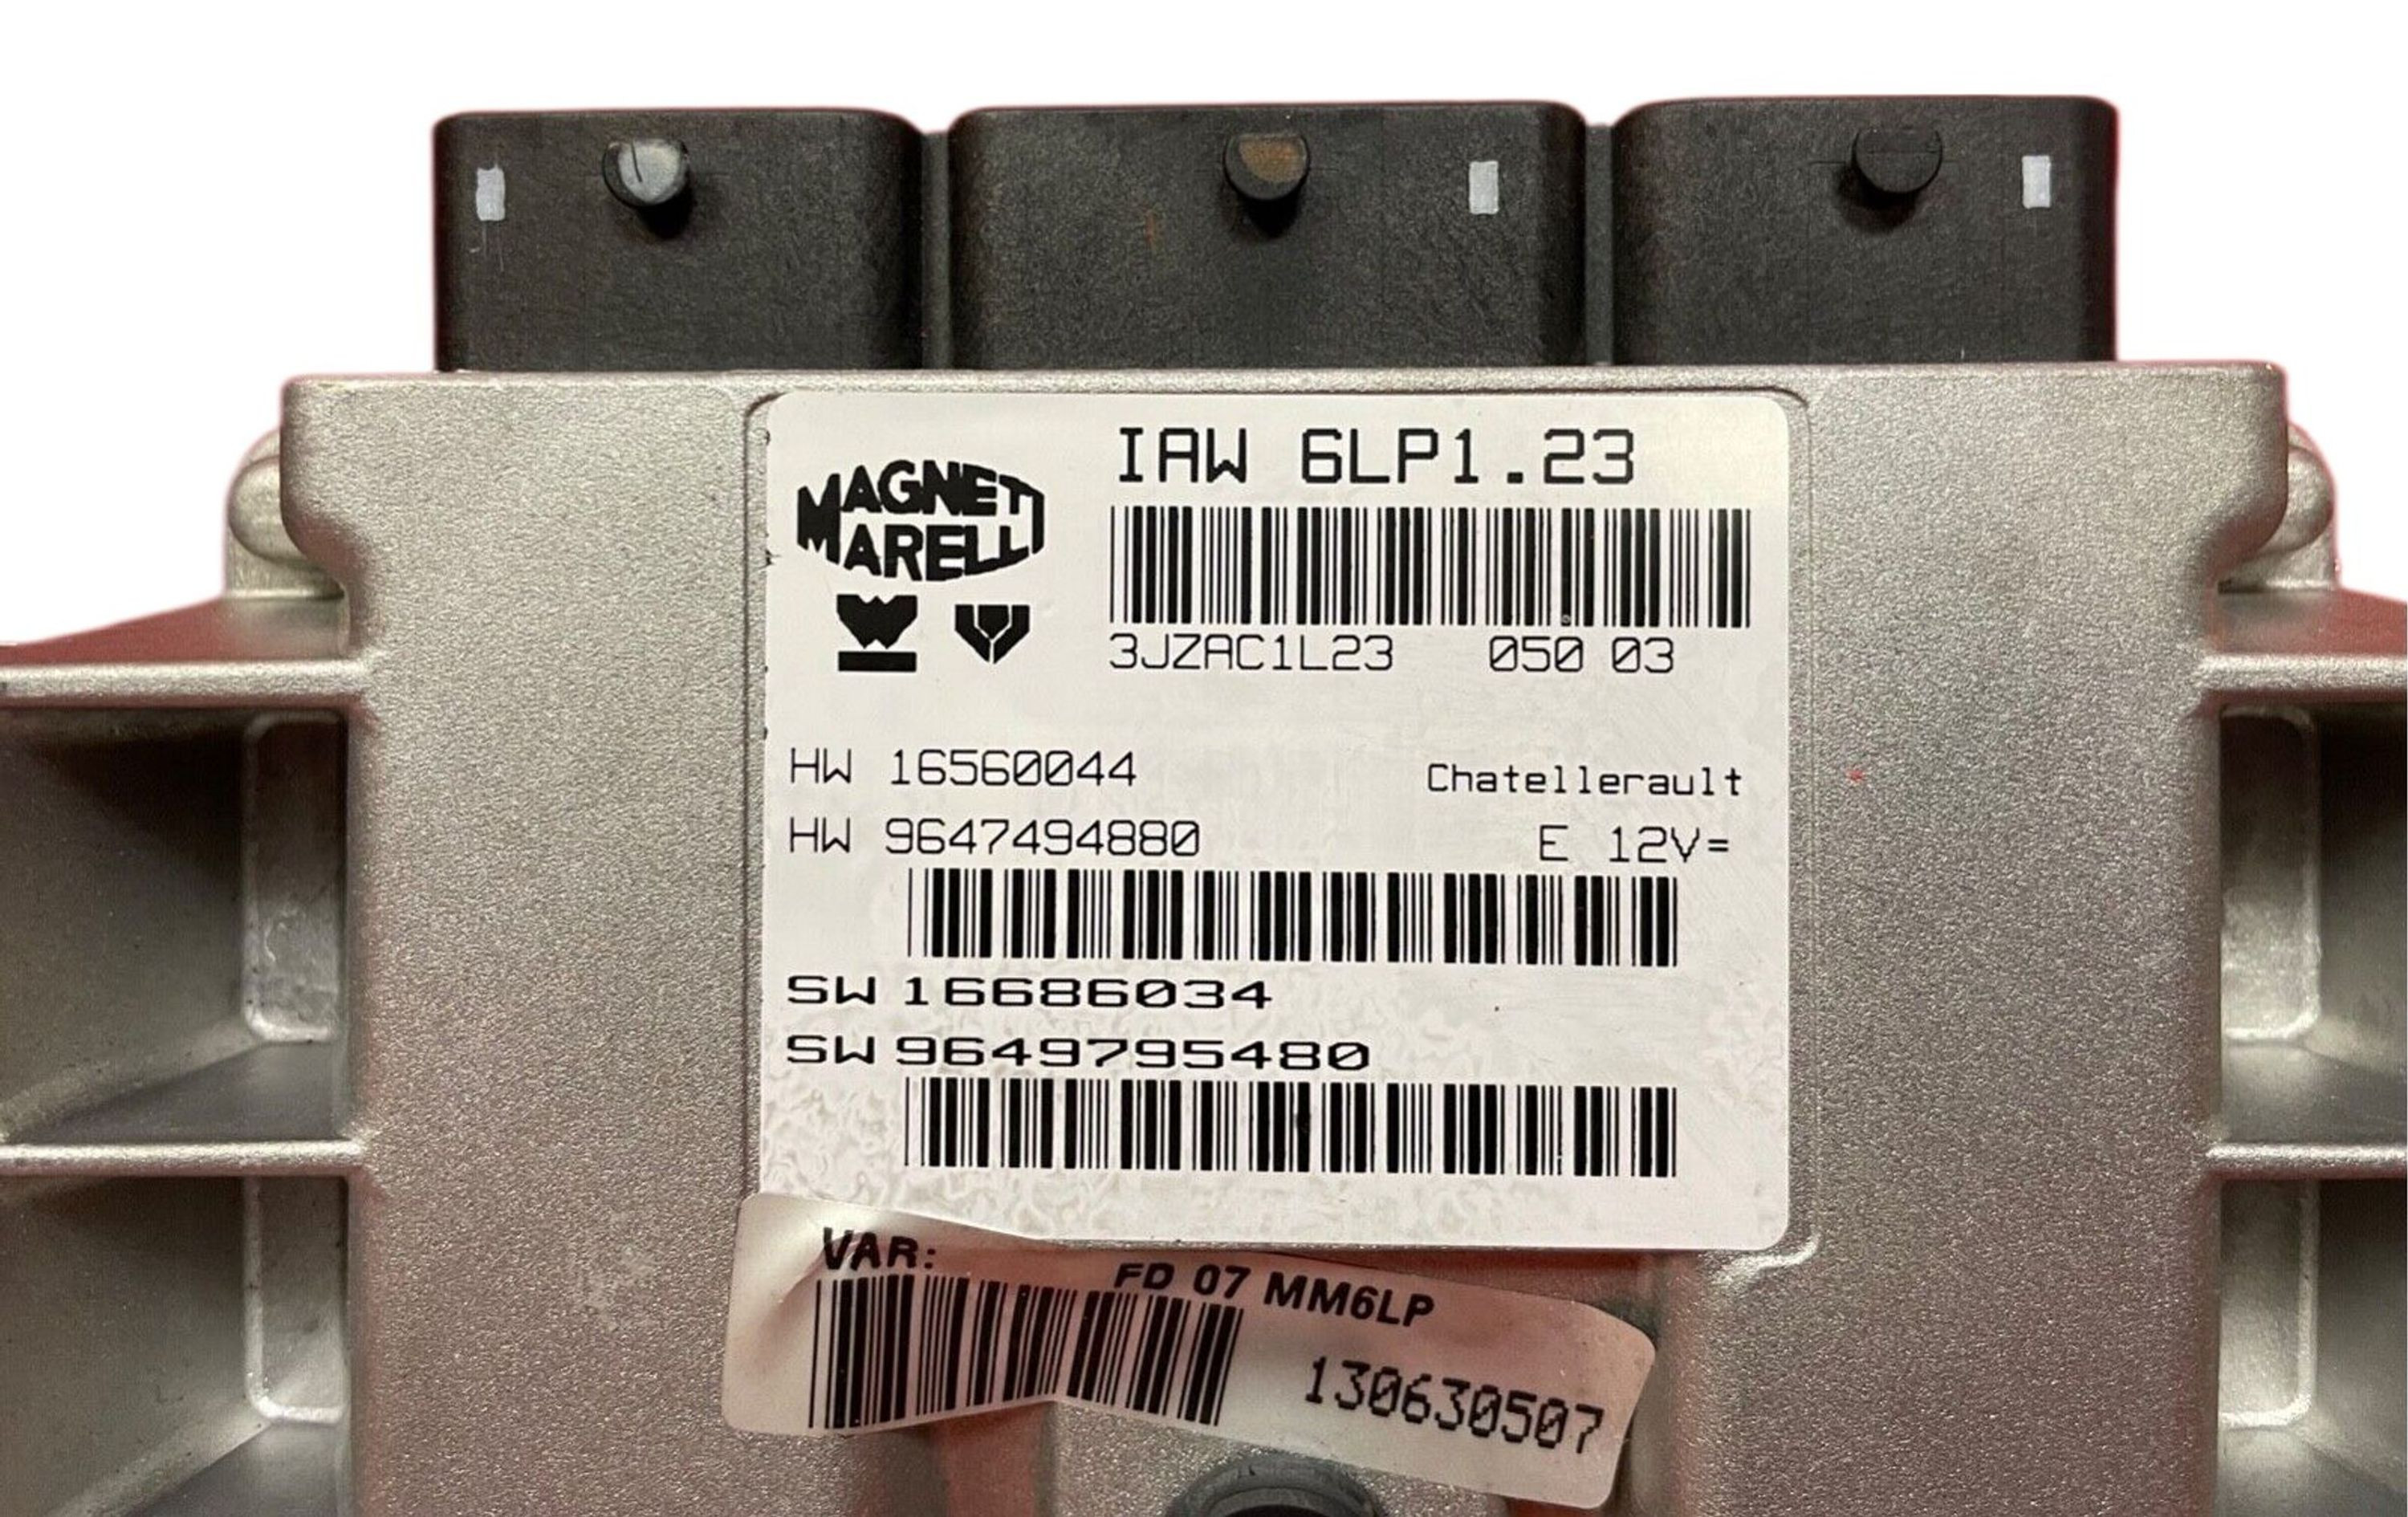 IAW 6LP1.23
MAGNETI
MARELLI
3JZAC1L23 050 03
HW 16560044
Chatellerault
HW 9647494880
E 12V=
SW 16686034
SW 9649795480
VAR:
FD 07 MM6LP
130630507